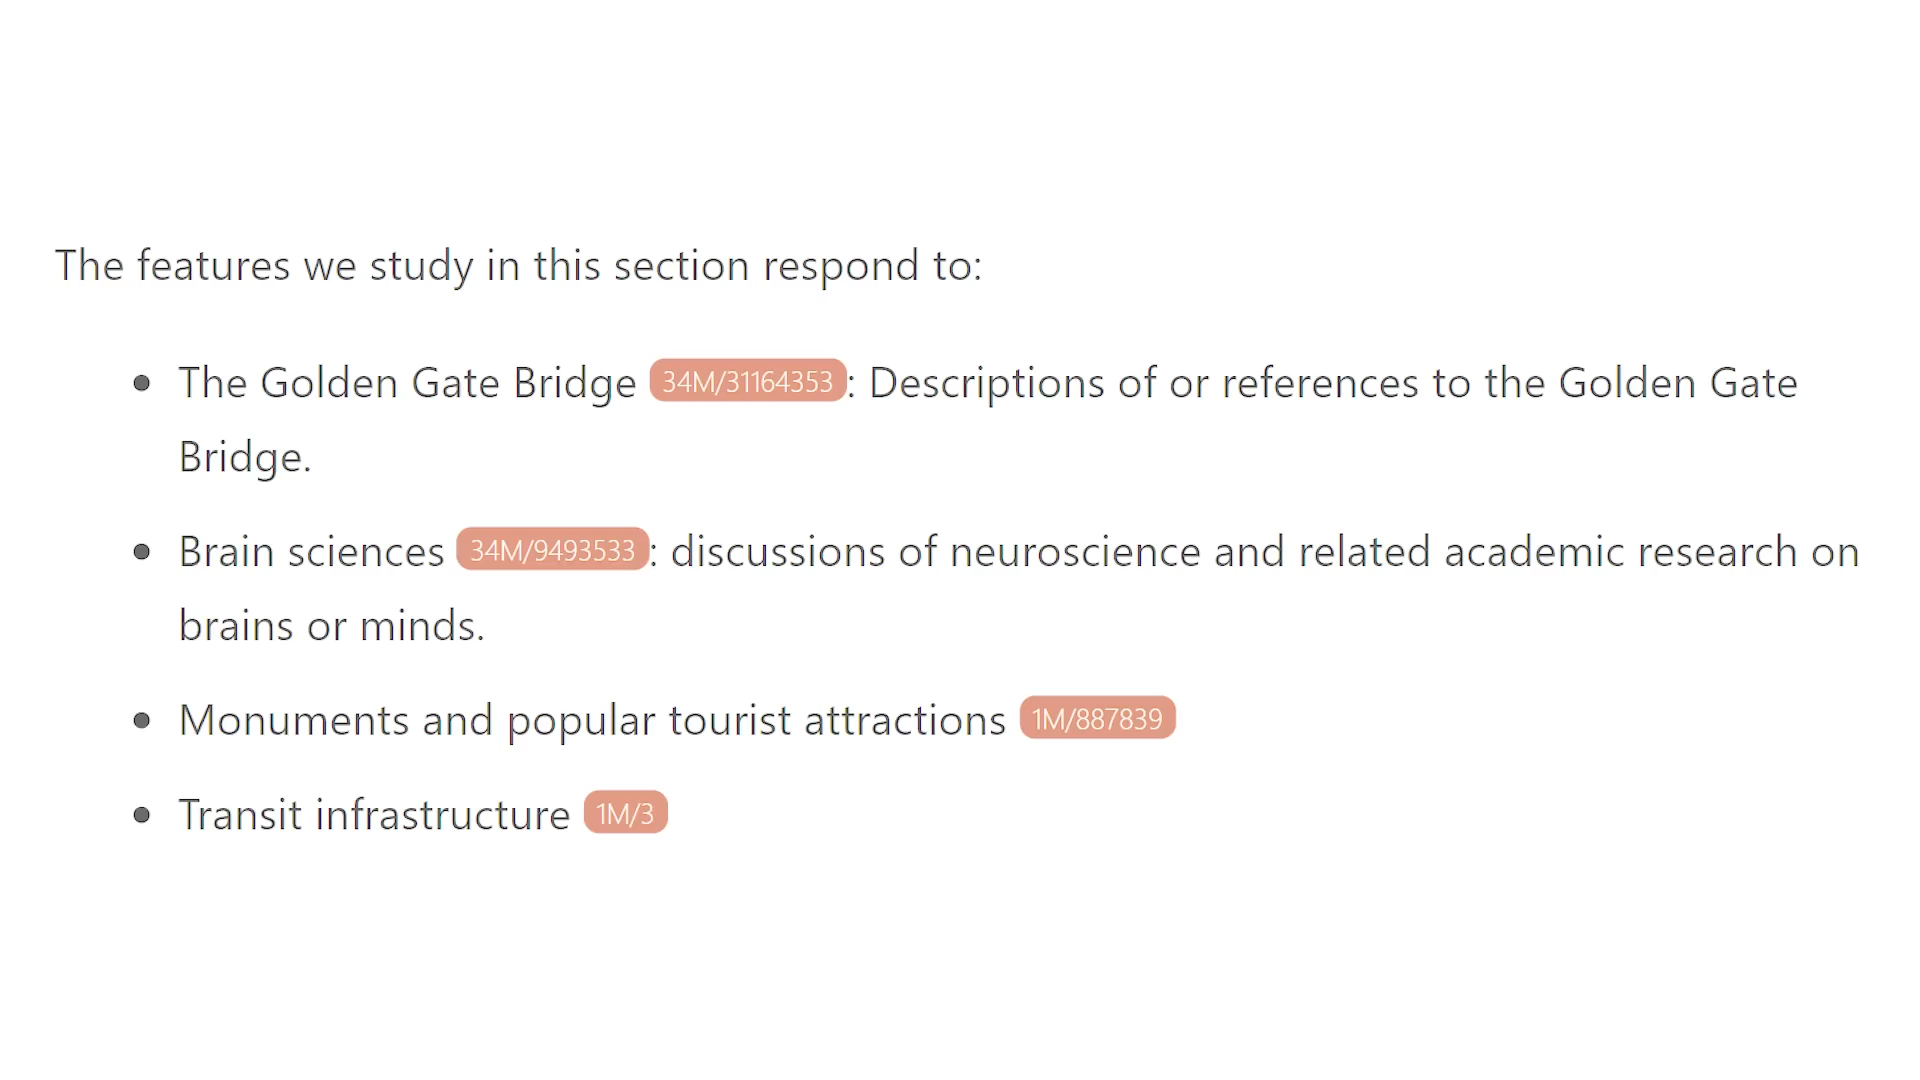 The features we study in this section respond to:
The Golden Gate Bridge 34M/31164353: Descriptions of or references to the Golden Gate
Bridge.
Brain sciences 34M/9493533: discussions of neuroscience and related academic research on
brains or minds.
Monuments and popular tourist attractions 1M/887839
Transit infrastructure 1M/3